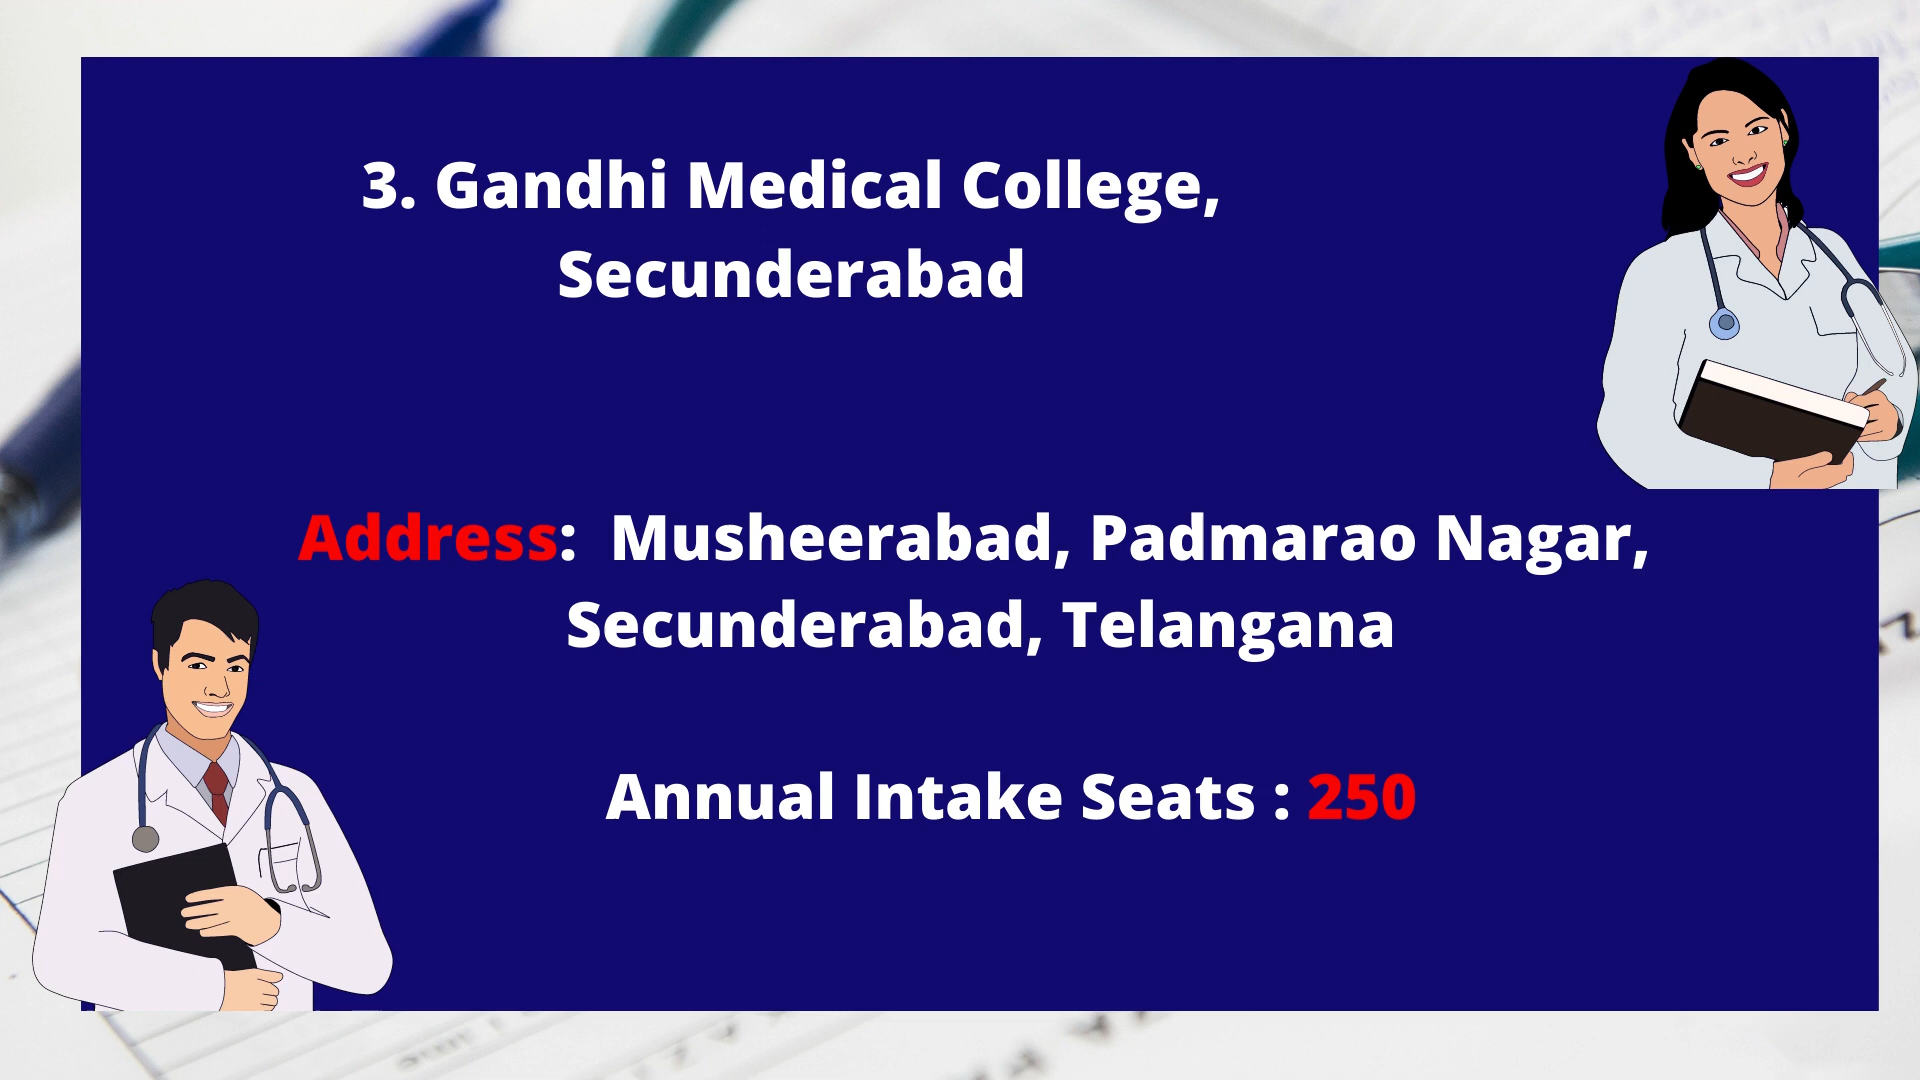 3. Gandhi Medical College,
Secunderabad
Address:  Musheerabad, Padmarao Nagar,
Secunderabad, Telangana
Annual Intake Seats : 250